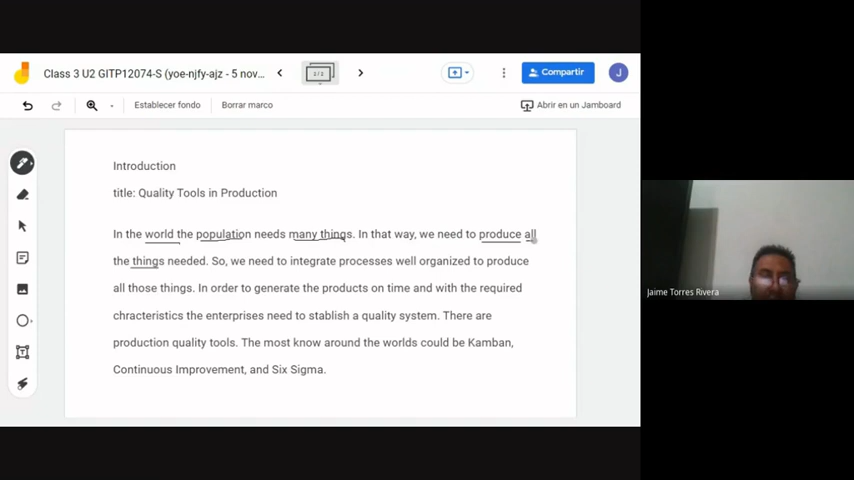 Class 3 U2 GITP12074-S (yoe-njfy-ajz - 5 nov...
2/2
Compartir
J
Establecer fondo
Borrar marco
Abrir en un Jamboard
Introduction
title: Quality Tools in Production
In the world the population needs many things. In that way, we need to produce all
the things needed. So, we need to integrate processes well organized to produce
all those things. In order to generate the products on time and with the required
chracteristics the enterprises need to stablish a quality system. There are
production quality tools. The most know around the worlds could be Kamban,
Continuous Improvement, and Six Sigma.
Jaime Torres Rivera